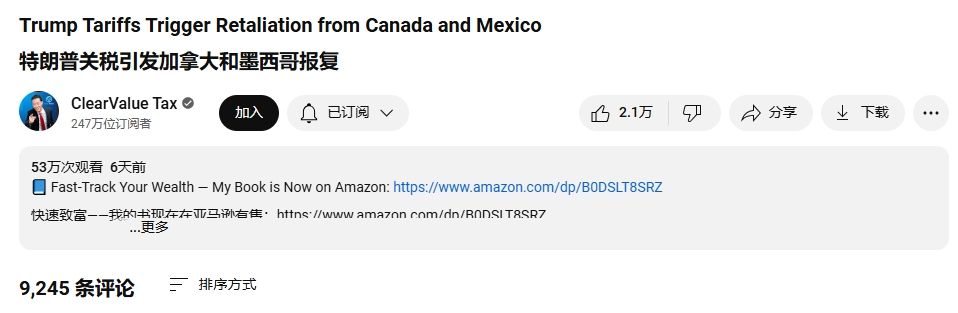 Trump Tariffs Trigger Retaliation from Canada and Mexico
特朗普关税引发加拿大和墨西哥报复
ClearValue Tax
247万位订阅者
加入
已订阅
2.1万
分享
下载
53万次观看 6天前
Fast-Track Your Wealth — My Book is Now on Amazon: https://www.amazon.com/dp/B0DSLT8SRZ
快速致富——我的书现在在亚马逊有售：https://www.amazon.com/dp/B0DSLT8SRZ
...更多
9,245 条评论
排序方式